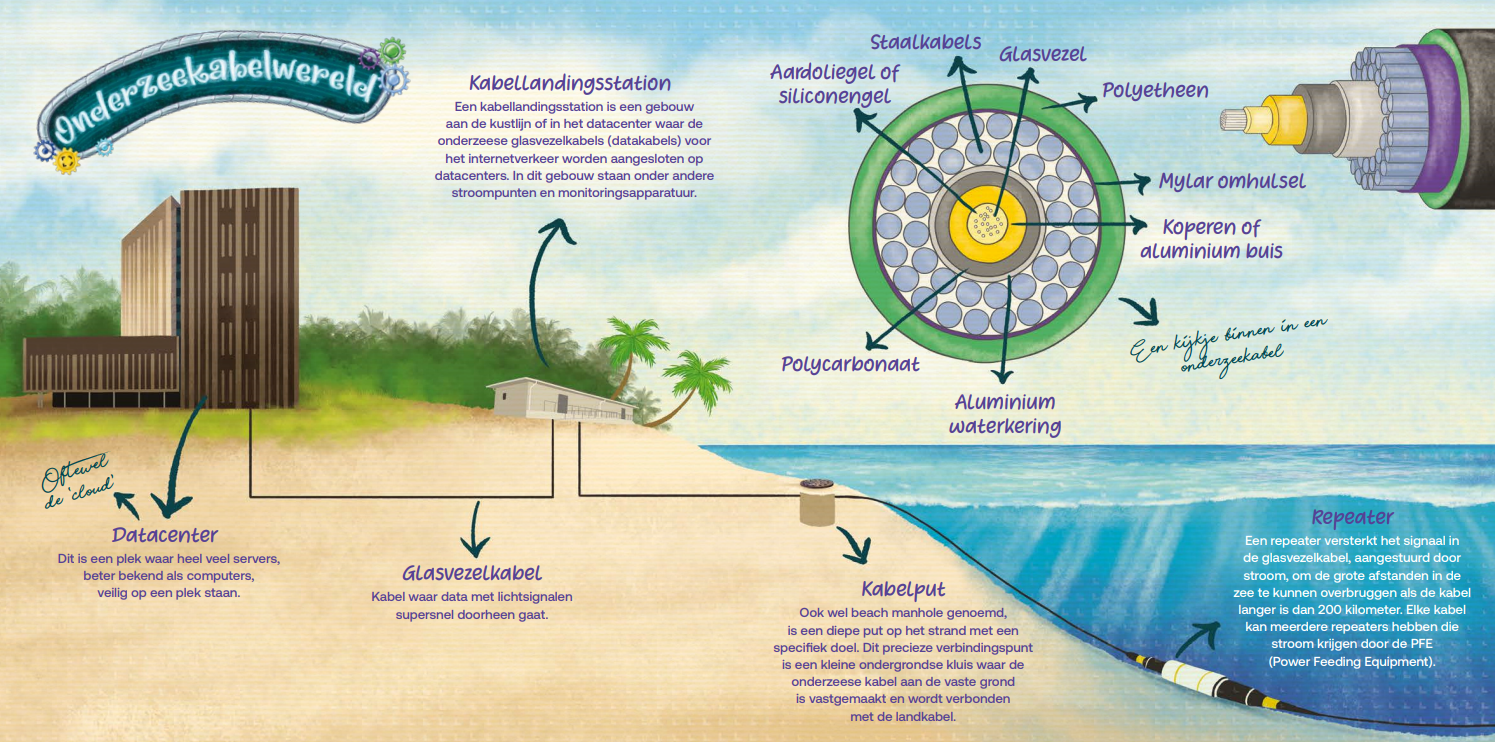 Onderzeekabelwereld
Kabellandingsstation
Een kabellandingsstation is een gebouw
aan de kustlijn of in het datacenter waar de
onderzeese glasvezelkabels (datakabels) voor
het internetverkeer worden aangesloten op
datacenters. In dit gebouw staan onder andere
stroompunten en monitoringsapparatuur.
Staalkabels
Glasvezel
Aardoliegel of
siliconengel
Polyetheen
Mylar omhulsel
Koperen of
aluminium buis
Polycarbonaat
Aluminium
waterkering
Een kijkje binnen in een
onderzeekabel
Oftewel
de 'cloud'
Datacenter
Dit is een plek waar heel veel servers,
beter bekend als computers,
veilig op een plek staan.
Glasvezelkabel
Kabel waar data met lichtsignalen
supersnel doorheen gaat.
Kabelput
Ook wel beach manhole genoemd,
is een diepe put op het strand met een
specifiek doel. Dit precieze verbindingspunt
is een kleine ondergrondse kluis waar de
onderzeese kabel aan de vaste grond
is vastgemaakt en wordt verbonden
met de landkabel.
Repeater
Een repeater versterkt het signaal in
de glasvezelkabel, aangestuurd door
stroom, om de grote afstanden in de
zee te kunnen overbruggen als de kabel
langer is dan 200 kilometer. Elke kabel
kan meerdere repeaters hebben die
stroom krijgen door de PFE
(Power Feeding Equipment).